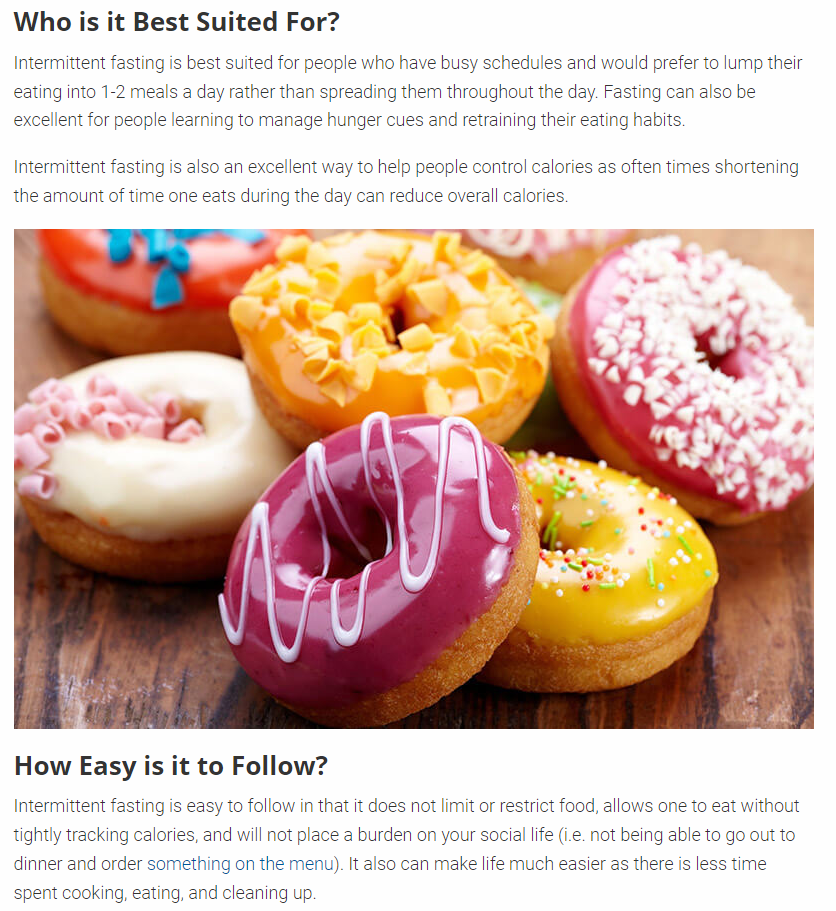 Who is it Best Suited For?
Intermittent fasting is best suited for people who have busy schedules and would prefer to lump their
eating into 1-2 meals a day rather than spreading them throughout the day. Fasting can also be
excellent for people learning to manage hunger cues and retraining their eating habits.
Intermittent fasting is also an excellent way to help people control calories as often times shortening
the amount of time one eats during the day can reduce overall calories.
How Easy is it to Follow?
Intermittent fasting is easy to follow in that it does not limit or restrict food, allows one to eat without
tightly tracking calories, and will not place a burden on your social life (i.e. not being able to go out to
dinner and order something on the menu). It also can make life much easier as there is less time
spent cooking, eating, and cleaning up.